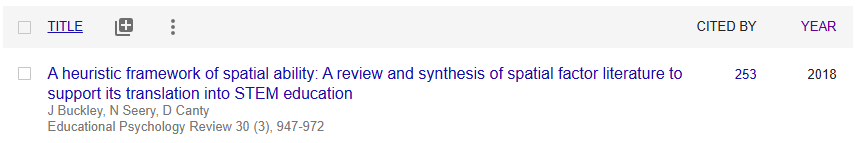 TITLE CITED BY YEAR
A heuristic framework of spatial ability: A review and synthesis of spatial factor literature to 253 2018
support its translation into STEM education
J Buckley, N Seery, D Canty
Educational Psychology Review 30 (3), 947-972